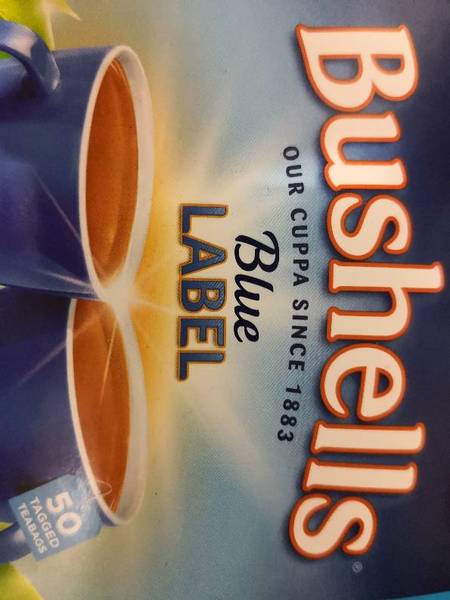 Bushells®
OUR CUPPA SINCE 1883
Blue
LABEL
50
TAGGED
TEABAGS